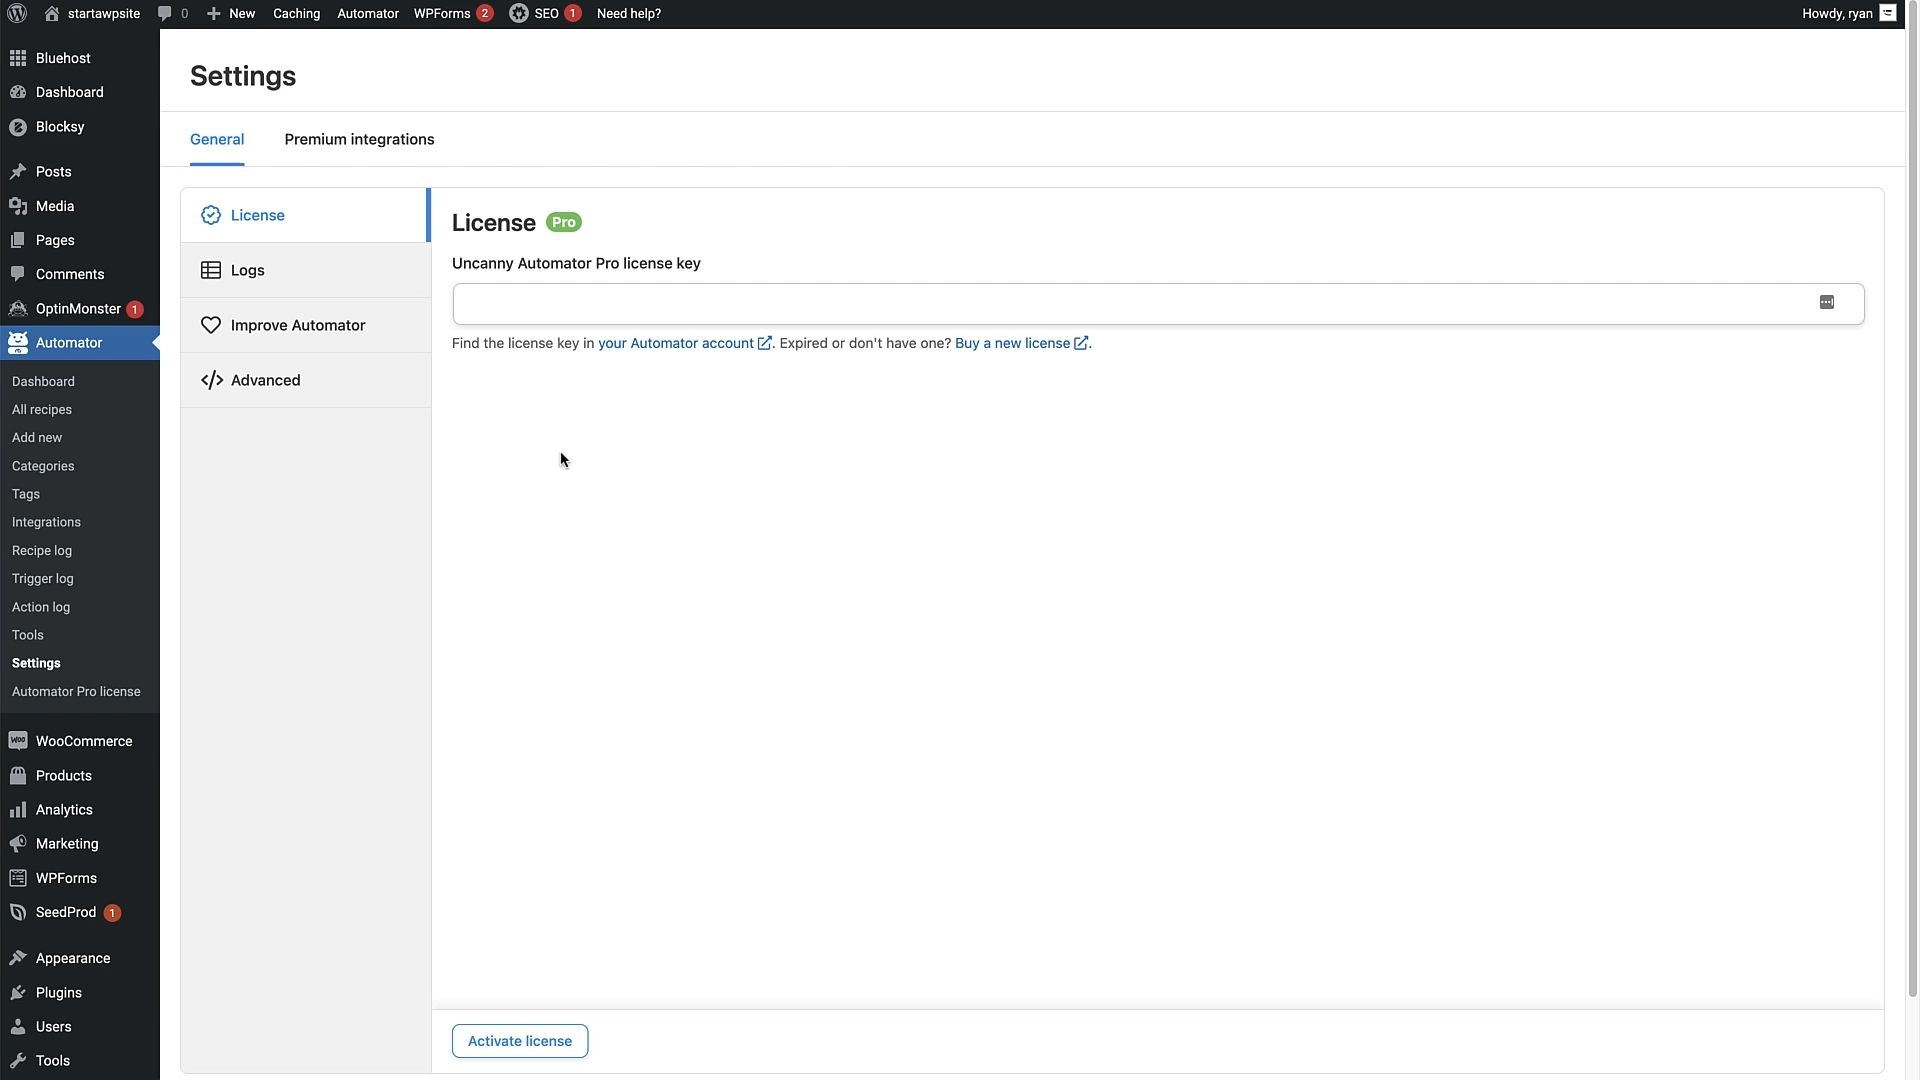 startawpsite 0 New Caching Automator WPForms 2 SEO 1 Need help? Howdy, ryan
Bluehost
Dashboard
Blocksy
Posts
Media
Pages
Comments
OptinMonster 1
Automator
Dashboard
All recipes
Add new
Categories
Tags
Integrations
Recipe log
Trigger log
Action log
Tools
Settings
Automator Pro license
WooCommerce
Products
Analytics
Marketing
WPForms
SeedProd 1
Appearance
Plugins
Users
Tools
Settings
General Premium integrations
License
Logs
Improve Automator
Advanced
License Pro
Uncanny Automator Pro license key
Find the license key in your Automator account. Expired or don't have one? Buy a new license.
Activate license